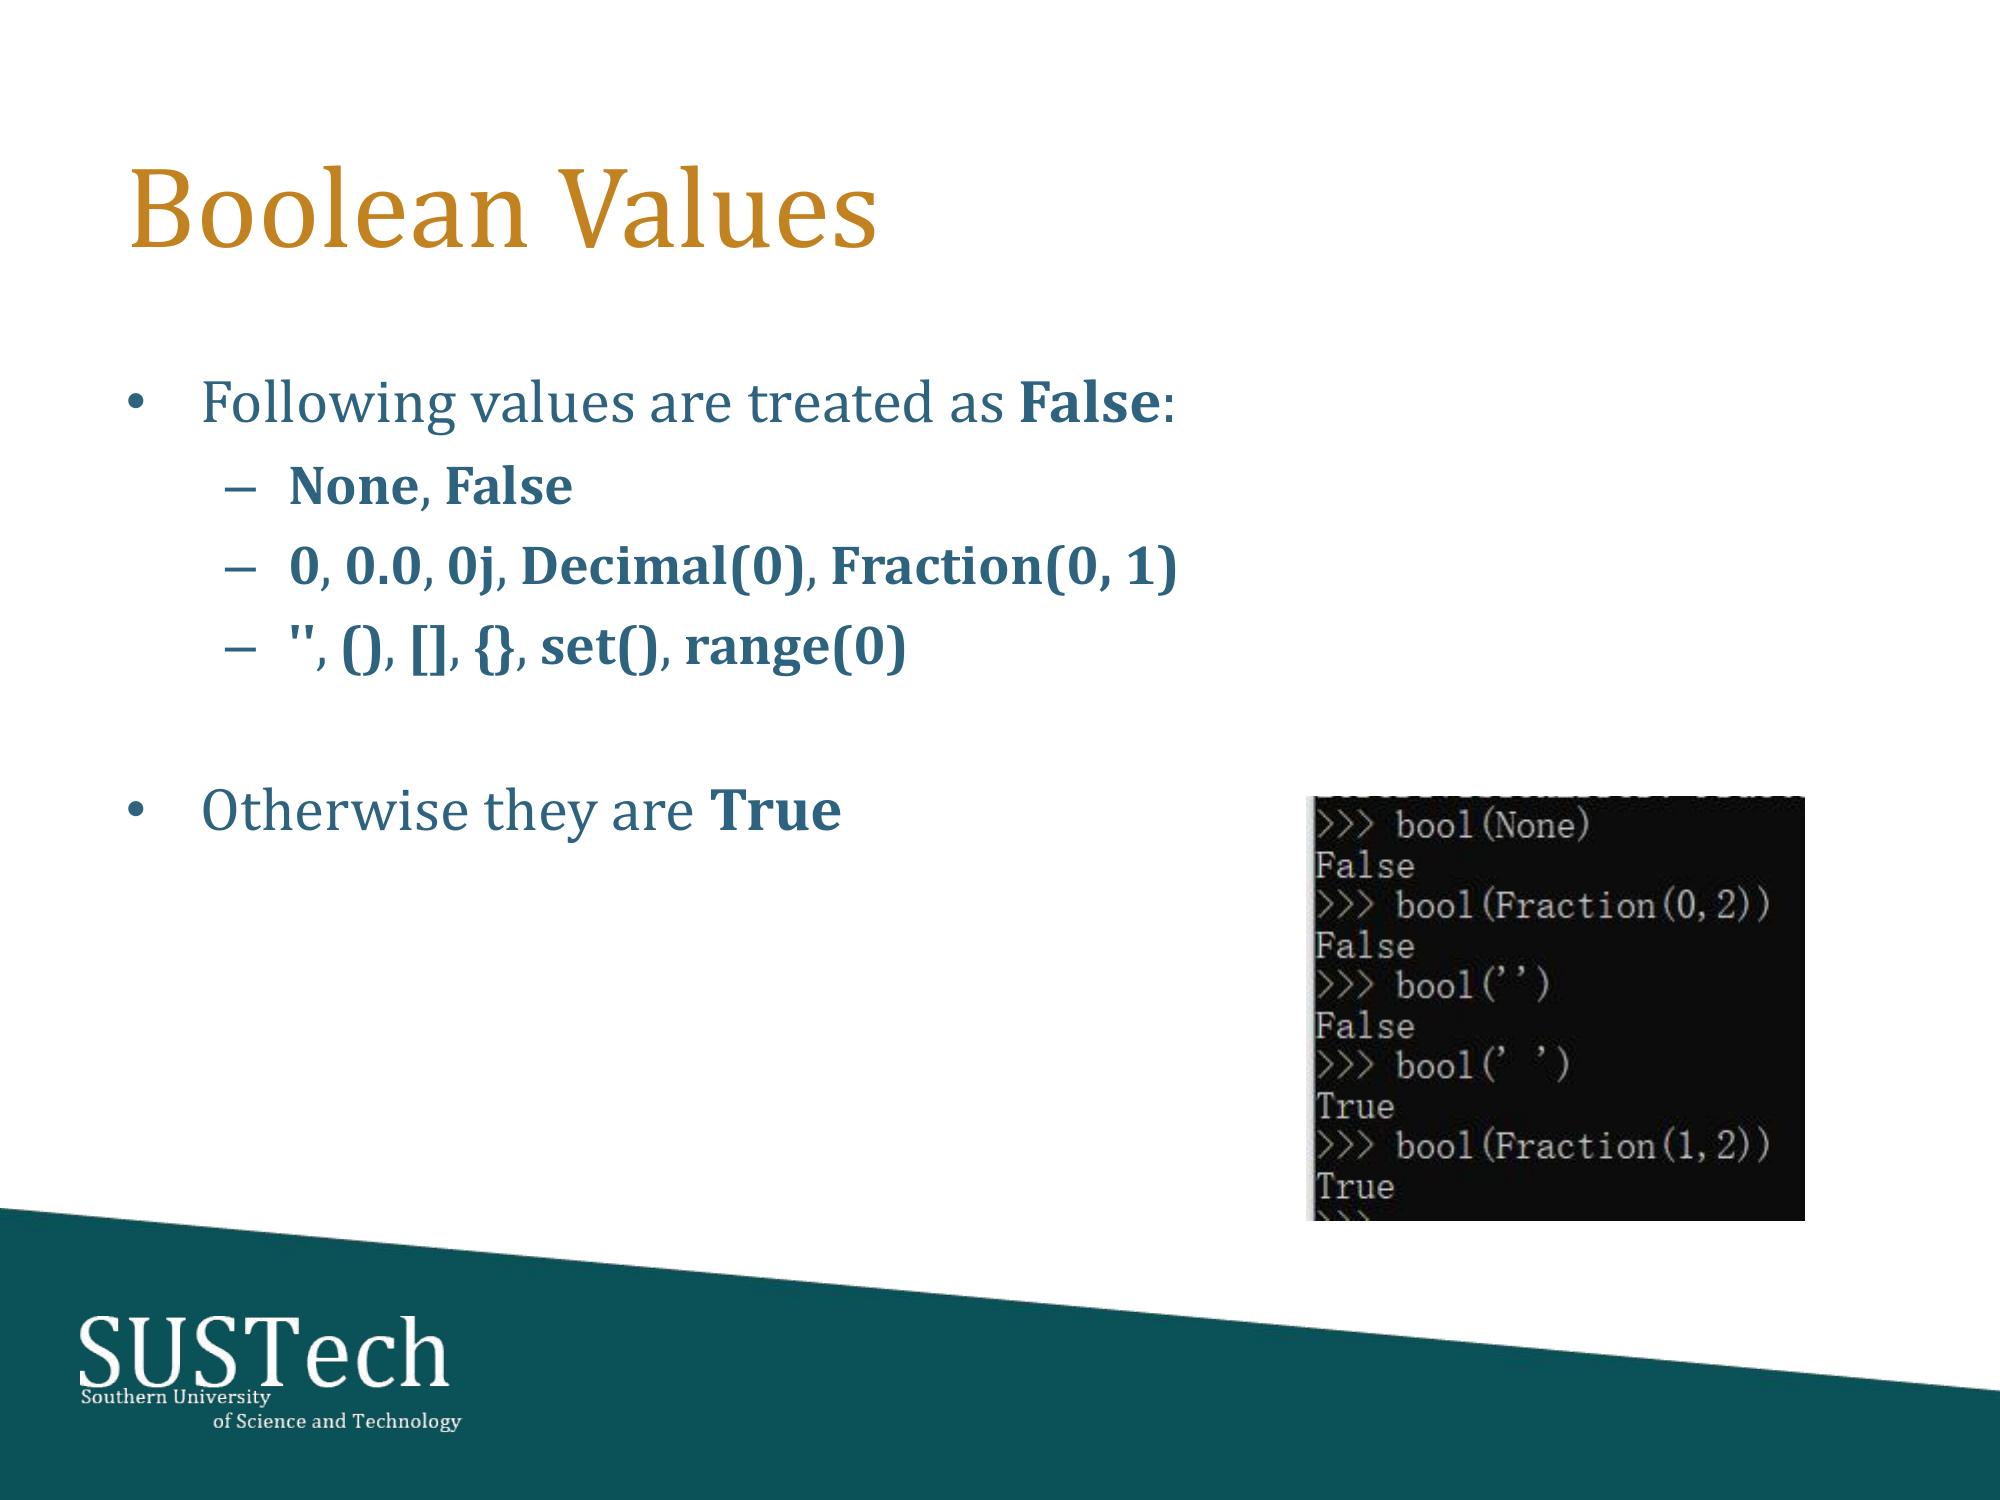 Boolean Values
• Following values are treated as False:
– None, False
– 0, 0.0, 0j, Decimal(0), Fraction(0, 1)
– '', (), [], {}, set(), range(0)
• Otherwise they are True
>>> bool(None)
False
>>> bool(Fraction(0,2))
False
>>> bool('')
False
>>> bool(' ')
True
>>> bool(Fraction(1,2))
True
>>>
SUSTech
Southern University
of Science and Technology